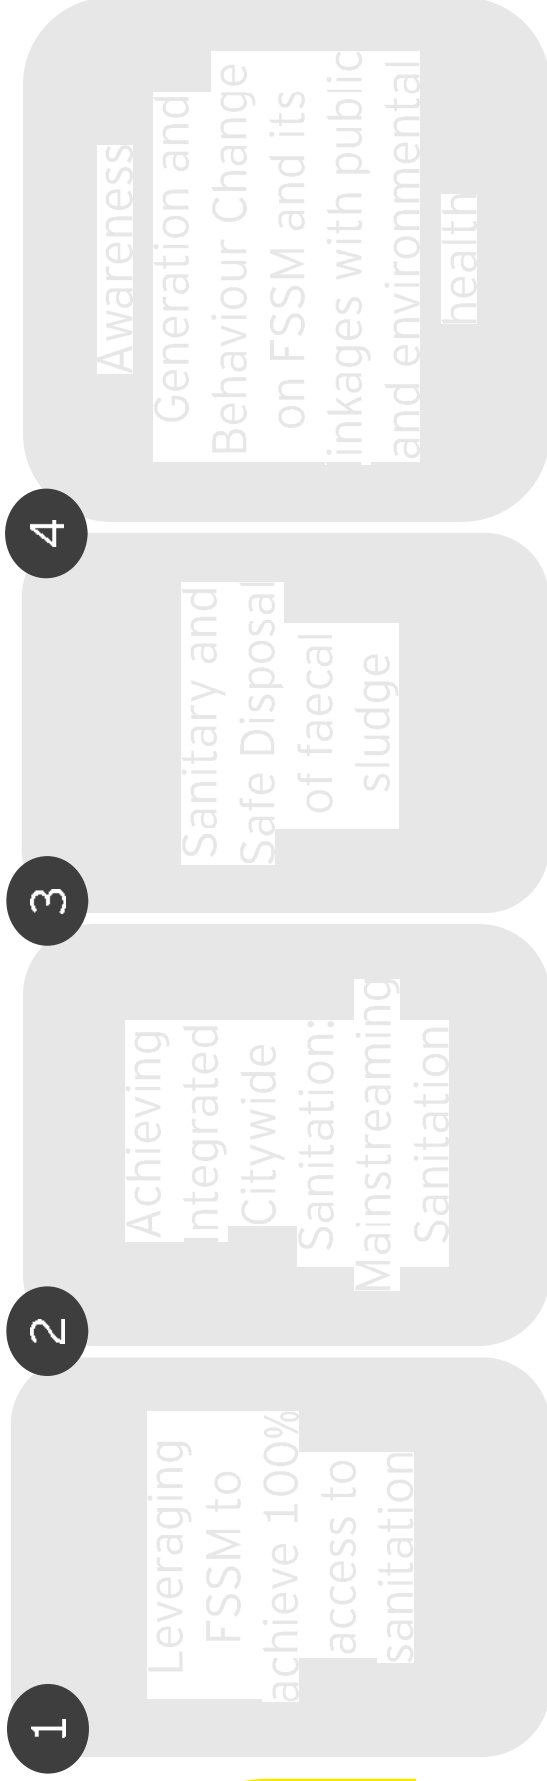 1
Leveraging
FSSM to
achieve 100%
access to
sanitation
2
Achieving
Integrated
Citywide
Sanitation:
Mainstreaming
Sanitation
3
Sanitary and
Safe Disposal
of faecal
sludge
4
Awareness
Generation and
Behaviour Change
on FSSM and its
linkages with public
and environmental
health